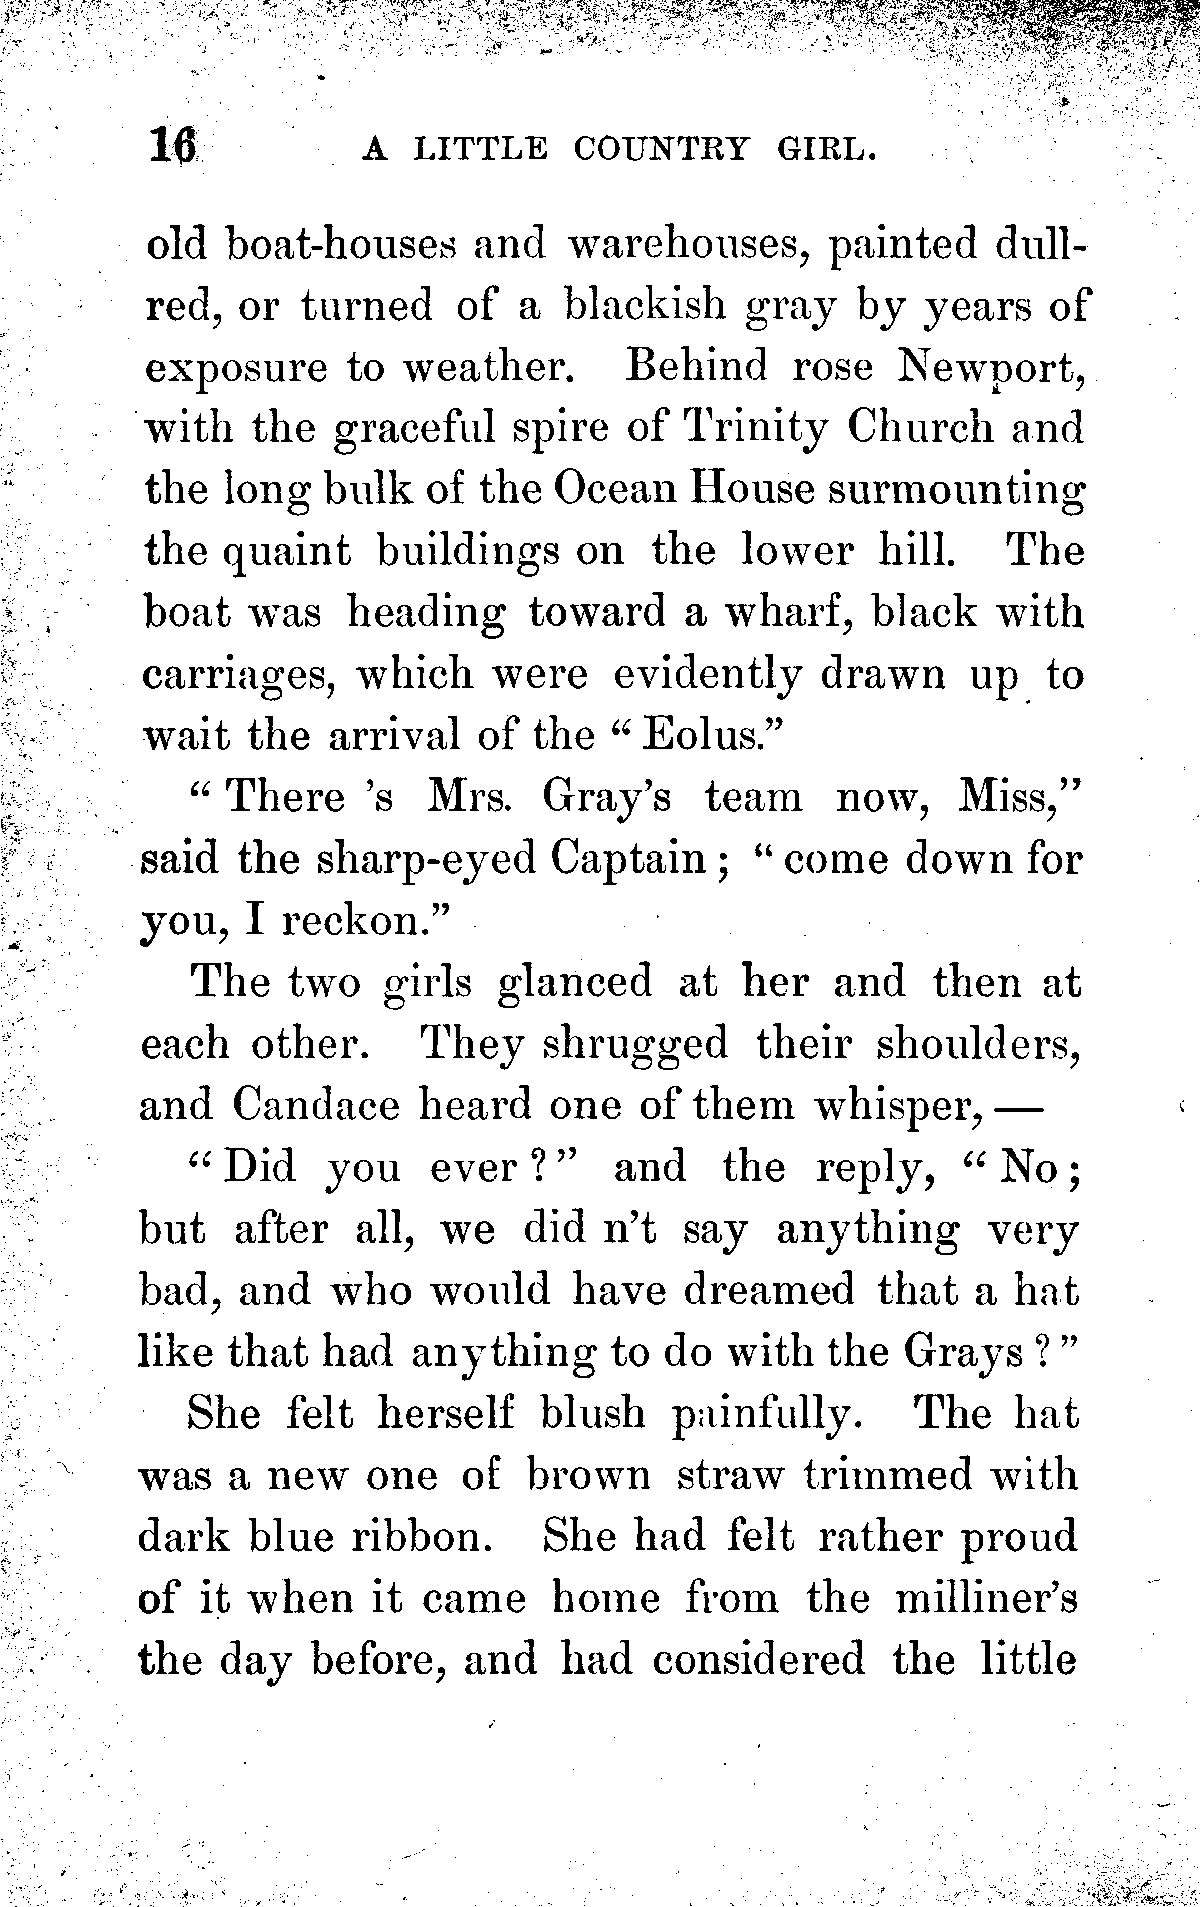 16 A LITTLE COUNTRY GIRL.
old boat-houses and warehouses, painted dull-
red, or turned of a blackish gray by years of
exposure to weather. Behind rose Newport,
with the graceful spire of Trinity Church and
the long bulk of the Ocean House surmounting
the quaint buildings on the lower hill. The
boat was heading toward a wharf, black with
carriages, which were evidently drawn up to
wait the arrival of the “ Eolus.”
“ There 's Mrs. Gray's team now, Miss,”
said the sharp-eyed Captain ; “ come down for
you, I reckon.”
The two girls glanced at her and then at
each other. They shrugged their shoulders,
and Candace heard one of them whisper, —
“ Did you ever ? ” and the reply, “ No ;
but after all, we did n't say anything very
bad, and who would have dreamed that a hat
like that had anything to do with the Grays ? ”
She felt herself blush painfully. The hat
was a new one of brown straw trimmed with
dark blue ribbon. She had felt rather proud
of it when it came home from the milliner's
the day before, and had considered the little